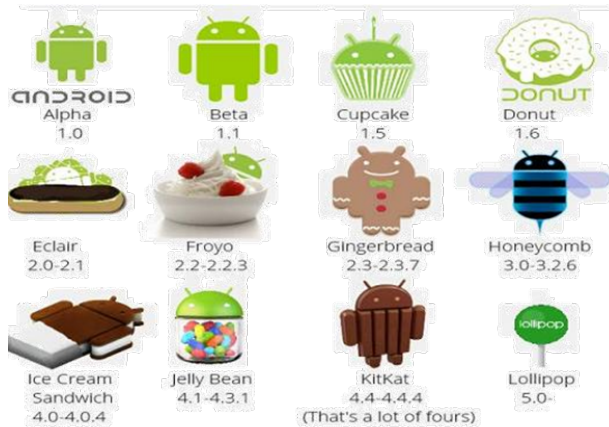 ANDROID
Alpha
1.0
Beta
1.1
Cupcake
1.5
DONUT
Donut
1.6
Eclair
2.0-2.1
Froyo
2.2-2.2.3
Gingerbread
2.3-2.3.7
Honeycomb
3.0-3.2.6
Ice Cream
Sandwich
4.0-4.0.4
Jelly Bean
4.1-4.3.1
KitKat
4.4-4.4.4
(That's a lot of fours)
lollipop
Lollipop
5.0-